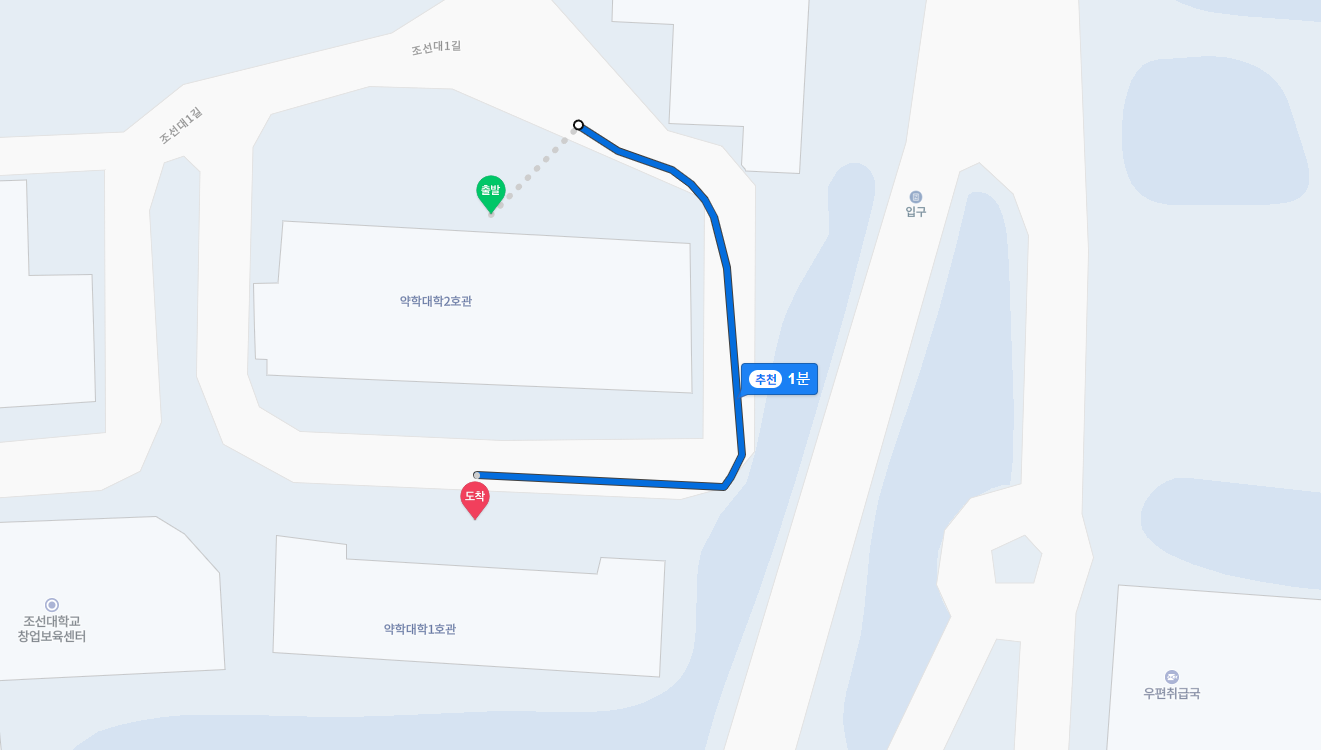 조선대1길
조선대1길
출발
입구
약학대학2호관
추천 1분
도착
조선대학교
창업보육센터
약학대학1호관
우편취급국